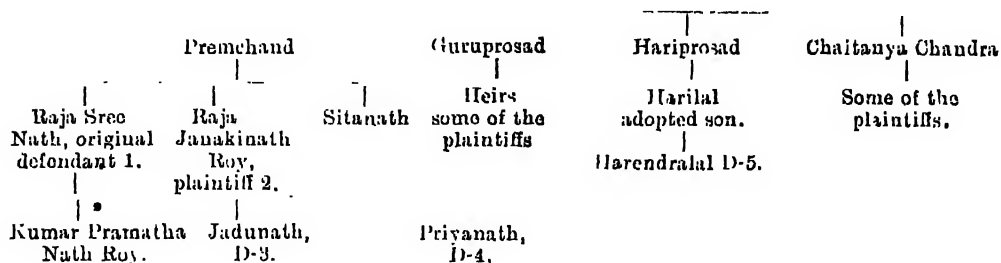 Premchand Guruprosad Hariprosad Chaitanya Chandra
Raja Sree Raja Sitanath Heirs Harilal Some of the
Nath, original Janakinath some of the adopted son. plaintiffs.
defendant 1. Roy, plaintiffs
plaintiff 2. Harendralal D-5.
Kumar Pramatha Jadunath, Priyanath,
Nath Roy. D-3. D-4.